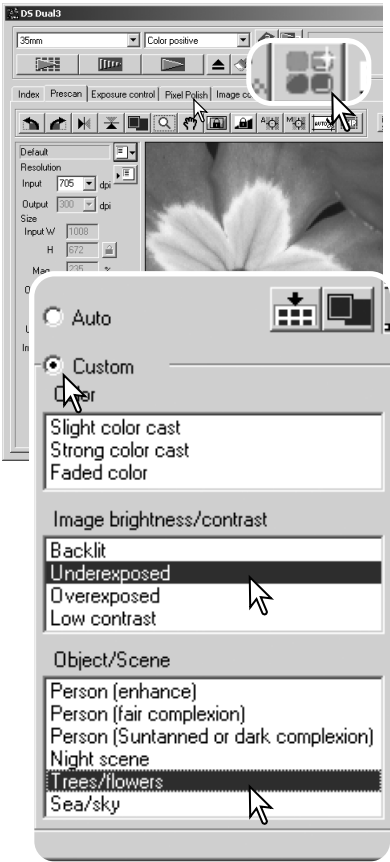 DS Dual3
35mm Color positive
Index Prescan Exposure control Pixel Polish Image co
Default
Resolution
Input 705 dpi
Output 300 dpi
Size
Input W 1008
H 672
Mag. 235 %
Auto
Custom
Color
Slight color cast
Strong color cast
Faded color
Image brightness/contrast
Backlit
Underexposed
Overexposed
Low contrast
Object/Scene
Person (enhance)
Person (fair complexion)
Person (Suntanned or dark complexion)
Night scene
Trees/flowers
Sea/sky